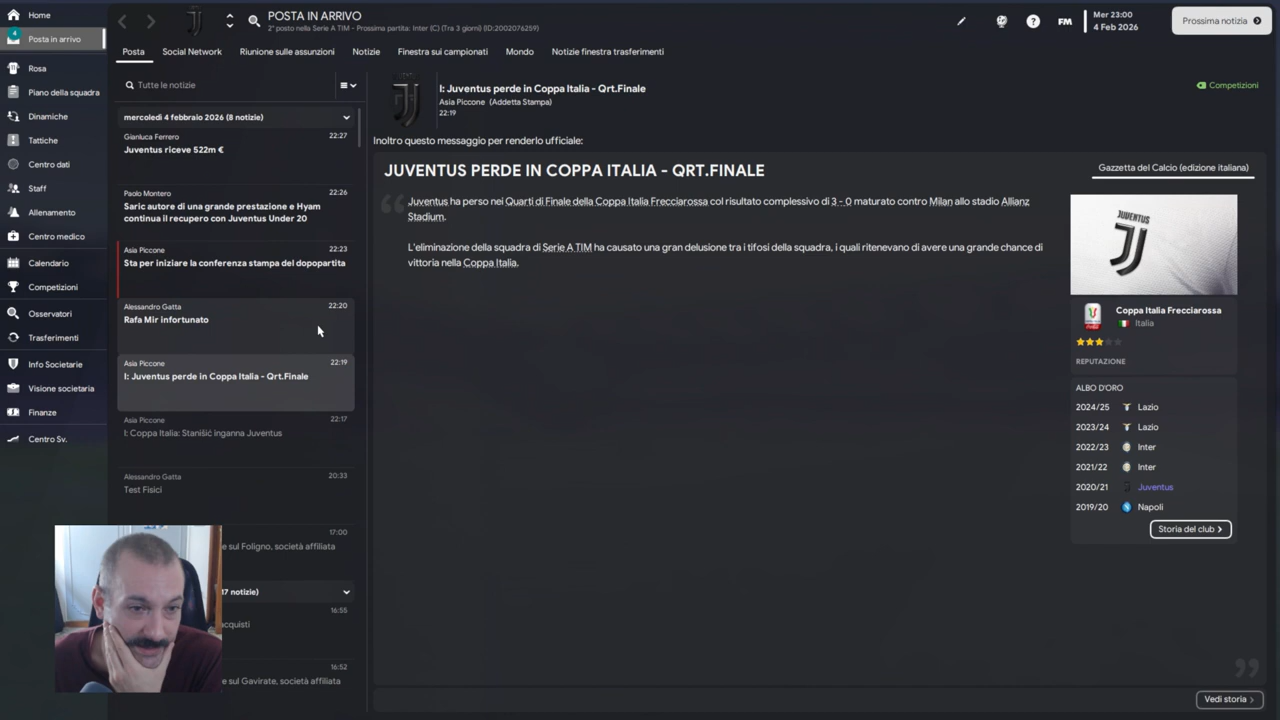 Home
4
Posta in arrivo
Rosa
Piano della squadra
Dinamiche
Tattiche
Centro dati
Staff
Allenamento
Centro medico
Calendario
Competizioni
Osservatori
Trasferimenti
Info Societarie
Visione societaria
Finanze
Centro Sv.
POSTA IN ARRIVO
2° posto nella Serie A TIM - Prossima partita: Inter (C) (Tra 3 giorni) (ID:2002076259)
FM
Mer 23:00
4 Feb 2026
Prossima notizia
Posta
Social Network
Riunione sulle assunzioni
Notizie
Finestra sui campionati
Mondo
Notizie finestra trasferimenti
Tutte le notizie
mercoledì 4 febbraio 2026 (8 notizie)
Gianluca Ferrero 22:27
Juventus riceve 522m €
Paolo Montero 22:26
Saric autore di una grande prestazione e Hyam
continua il recupero con Juventus Under 20
Asia Piccone 22:23
Sta per iniziare la conferenza stampa del dopopartita
Alessandro Gatta 22:20
Rafa Mir infortunato
Asia Piccone 22:19
I: Juventus perde in Coppa Italia - Qrt.Finale
Asia Piccone 22:17
I: Coppa Italia: Stanišić inganna Juventus
Alessandro Gatta 20:33
Test Fisici
17:00
e sul Foligno, società affiliata
17 notizie)
16:55
acquisti
16:52
e sul Gavirate, società affiliata
I: Juventus perde in Coppa Italia - Qrt.Finale
Asia Piccone (Addetta Stampa)
22:19
Competizioni
Inoltro questo messaggio per renderlo ufficiale:
JUVENTUS PERDE IN COPPA ITALIA - QRT.FINALE
Gazzetta del Calcio (edizione italiana)
Juventus ha perso nei Quarti di Finale della Coppa Italia Frecciarossa col risultato complessivo di 3 - 0 maturato contro Milan allo stadio Allianz
Stadium.
L'eliminazione della squadra di Serie A TIM ha causato una gran delusione tra i tifosi della squadra, i quali ritenevano di avere una grande chance di
vittoria nella Coppa Italia.
JUVENTUS
Coppa Italia Frecciarossa
Italia
REPUTAZIONE
ALBO D'ORO
2024/25 Lazio
2023/24 Lazio
2022/23 Inter
2021/22 Inter
2020/21 Juventus
2019/20 Napoli
Storia del club
Vedi storia